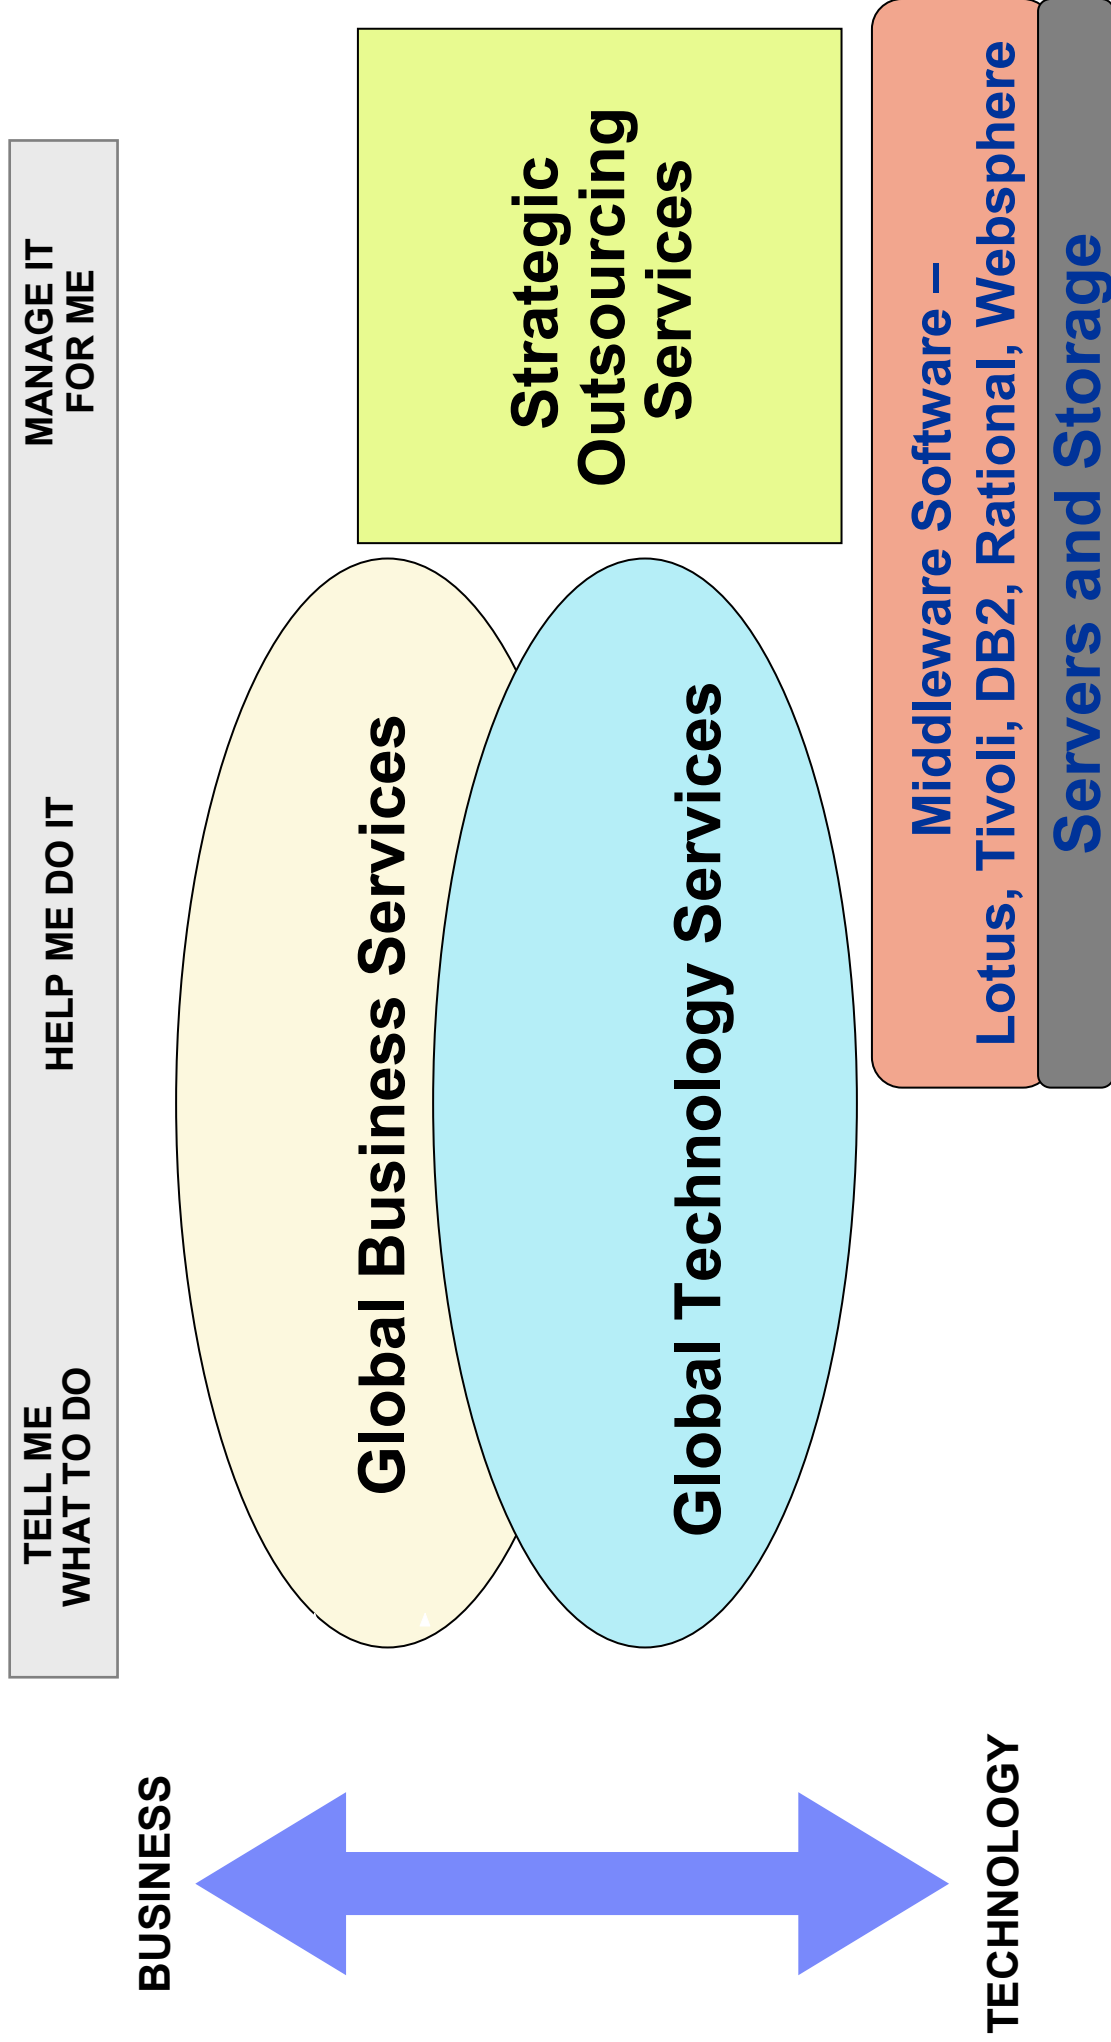 TELL ME
WHAT TO DO
HELP ME DO IT
MANAGE IT
FOR ME
BUSINESS
Global Business Services
Strategic
Outsourcing
Services
Global Technology Services
Middleware Software –
Lotus, Tivoli, DB2, Rational, Websphere
TECHNOLOGY
Servers and Storage